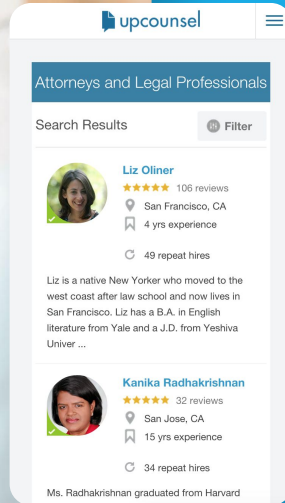 upcounsel
Attorneys and Legal Professionals
Search Results
Filter
Liz Oliner
106 reviews
San Francisco, CA
4 yrs experience
49 repeat hires
Liz is a native New Yorker who moved to the
west coast after law school and now lives in
San Francisco. Liz has a B.A. in English
literature from Yale and a J.D. from Yeshiva
Univer ...
Kanika Radhakrishnan
32 reviews
San Jose, CA
15 yrs experience
34 repeat hires
Ms. Radhakrishnan graduated from Harvard